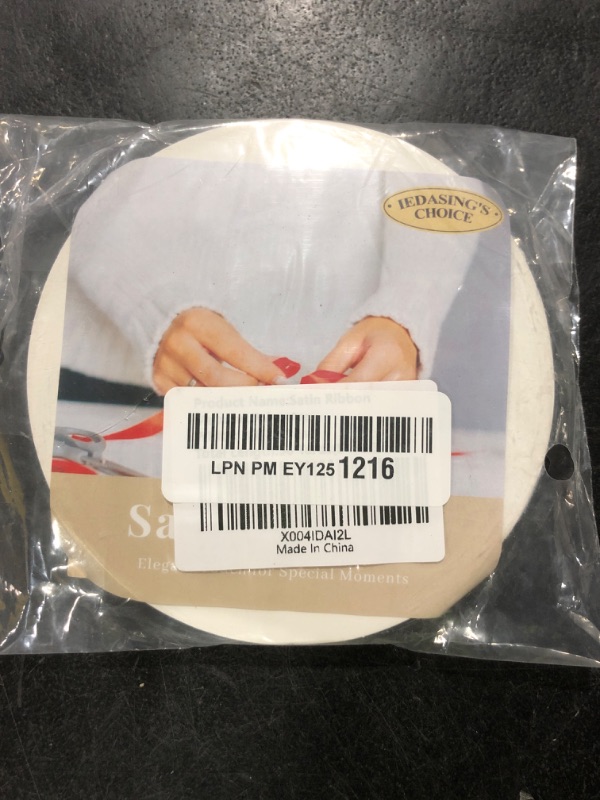 IEDASING'S
CHOICE
Product Name:Satin Ribbon
LPN PM EY125 1216
X004IDAI2L
Made In China
Special Moments